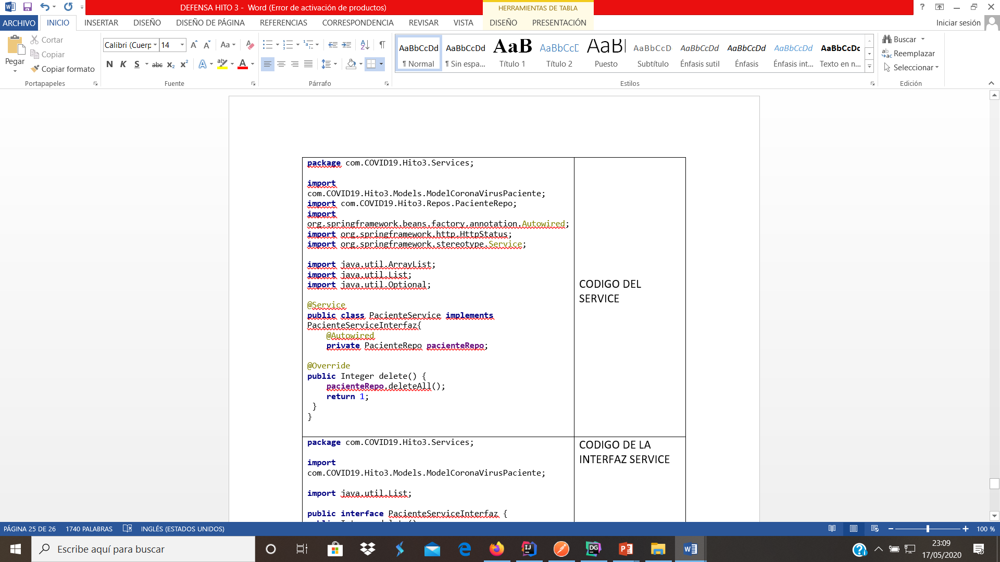 DEFENSA HITO 3 - Word (Error de activación de productos)
HERRAMIENTAS DE TABLA
?
ARCHIVO INICIO INSERTAR DISEÑO DISEÑO DE PÁGINA REFERENCIAS CORRESPONDENCIA REVISAR VISTA DISEÑO PRESENTACIÓN Iniciar sesión
Pegar
Cortar
Copiar
Copiar formato
Portapapeles
Calibri (Cuerp 14
Aa
N K S abc x₂ x² A ab A
Fuente
Párrafo
AaBbCcDd AaBbCcDd AaB AaBbCcD AaB AaBbCcD AaBbCcDd AaBbCcDd AaBbCcDd AaBbCcDc
¶ Normal ¶ Sin espa... Título 1 Título 2 Puesto Subtítulo Énfasis sutil Énfasis Énfasis int... Texto en n...
Estilos
Buscar
Reemplazar
Seleccionar
Edición
package com.COVID19.Hito3.Services;
import
com.COVID19.Hito3.Models.ModelCoronaVirusPaciente;
import com.COVID19.Hito3.Repos.PacienteRepo;
import
org.springframework.beans.factory.annotation.Autowired;
import org.springframework.http.HttpStatus;
import org.springframework.stereotype.Service;
import java.util.ArrayList;
import java.util.List;
import java.util.Optional;
@Service
public class PacienteService implements
PacienteServiceInterfaz{
@Autowired
private PacienteRepo pacienteRepo;
@Override
public Integer delete() {
pacienteRepo.deleteAll();
return 1;
}
}
CODIGO DEL
SERVICE
package com.COVID19.Hito3.Services;
import
com.COVID19.Hito3.Models.ModelCoronaVirusPaciente;
import java.util.List;
public interface PacienteServiceInterfaz {
CODIGO DE LA
INTERFAZ SERVICE
PÁGINA 25 DE 26 1740 PALABRAS INGLÉS (ESTADOS UNIDOS) 100 %
Escribe aquí para buscar
23:09
17/05/2020